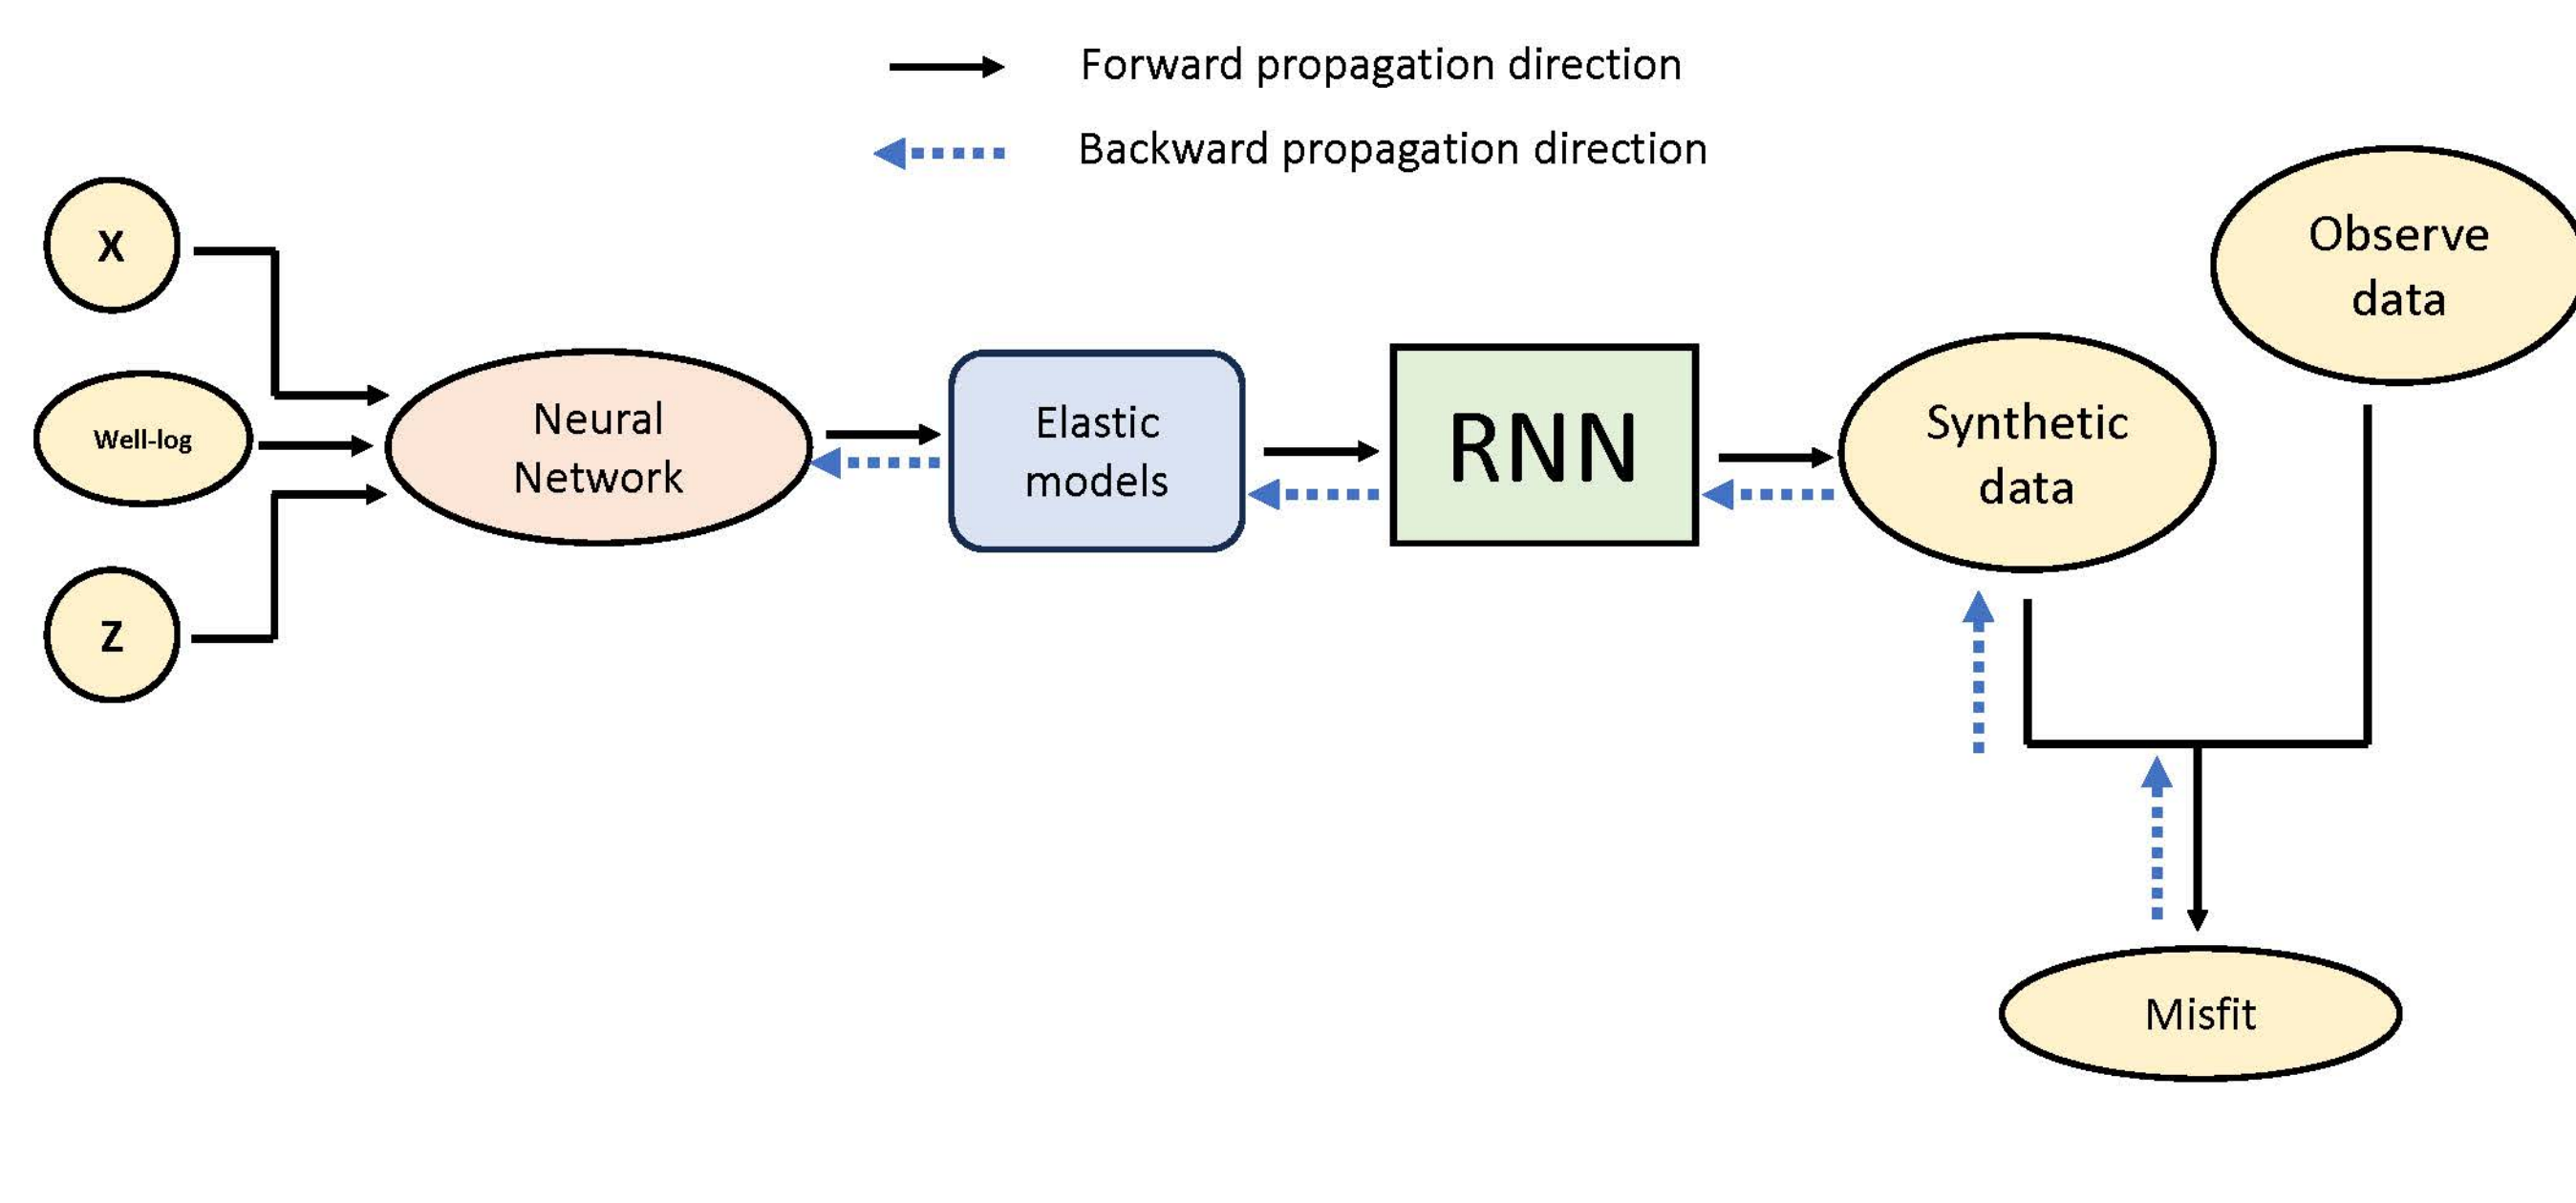 Forward propagation direction
Backward propagation direction
X
Well-log
Z
Neural
Network
Elastic
models
RNN
Synthetic
data
Observe
data
Misfit